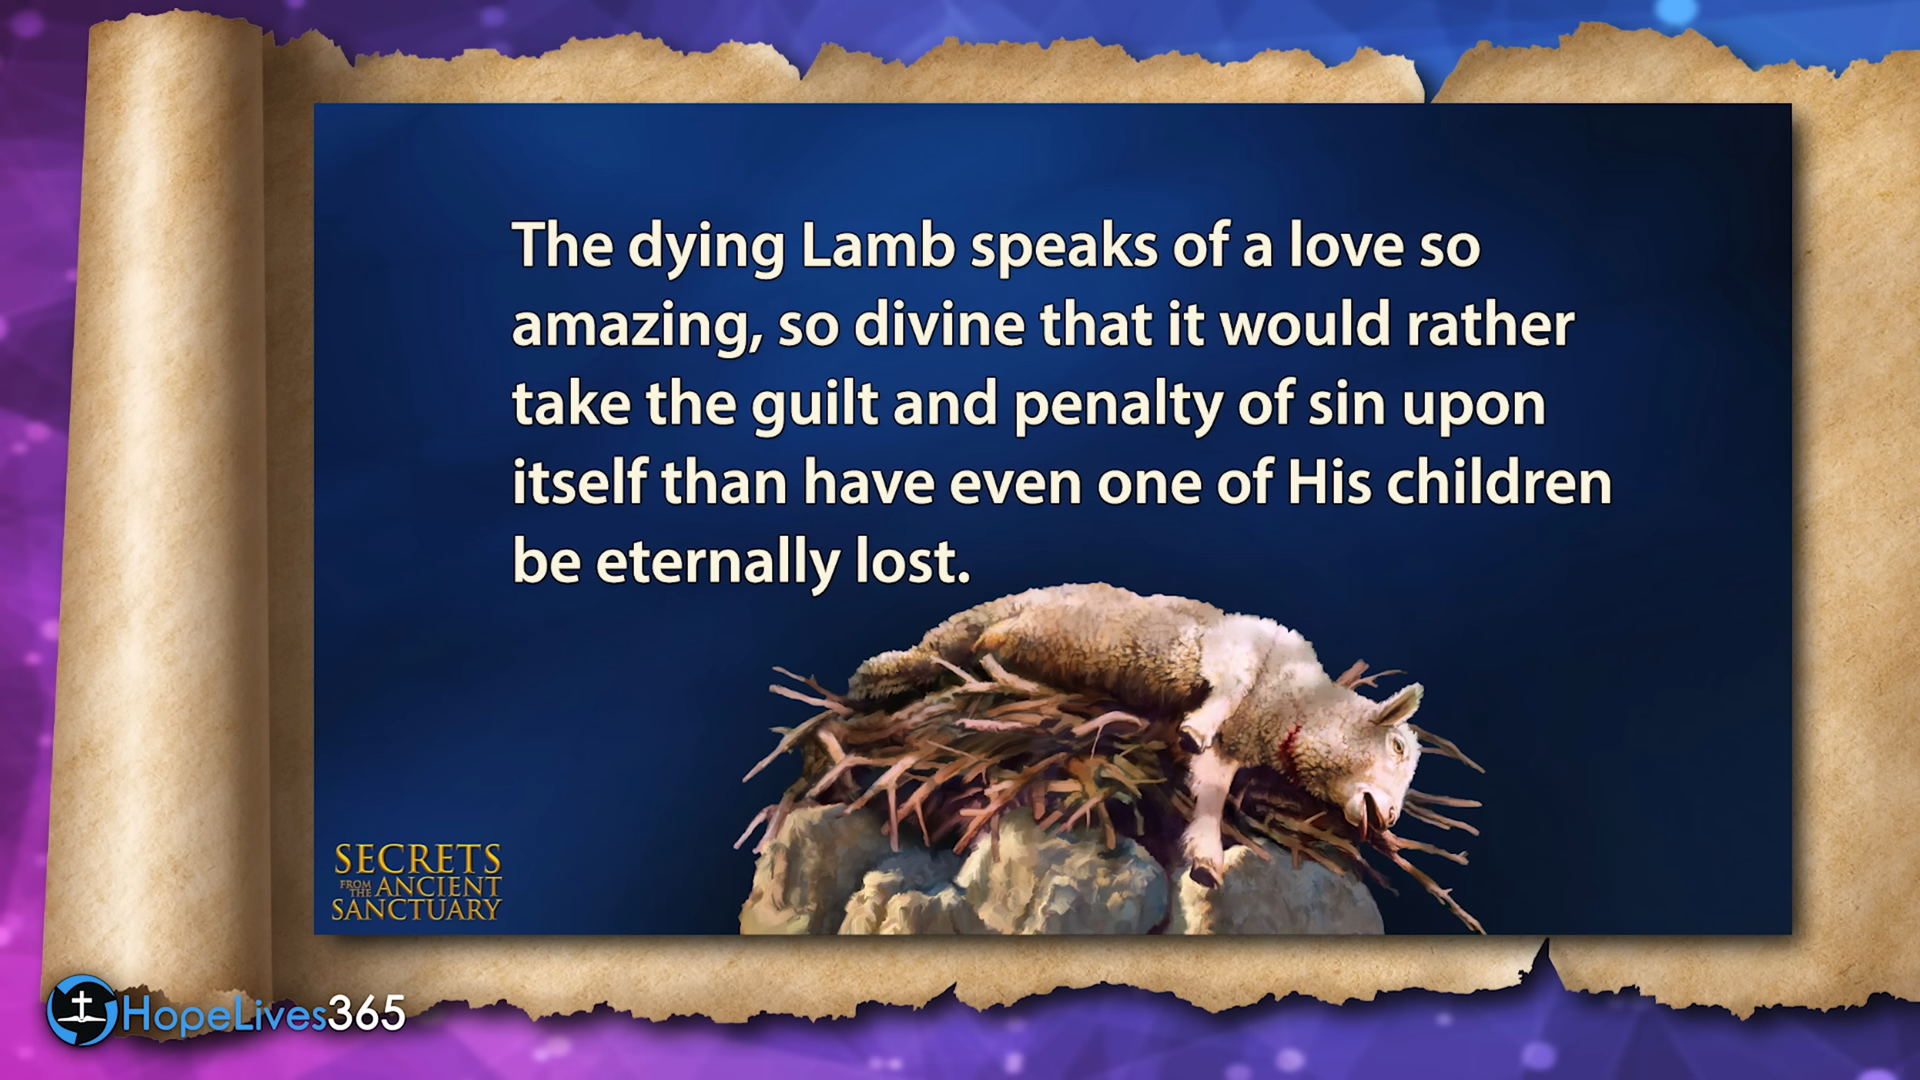 The dying Lamb speaks of a love so
amazing, so divine that it would rather
take the guilt and penalty of sin upon
itself than have even one of His children
be eternally lost.
SECRETS
FROM THE ANCIENT
SANCTUARY
HopeLives365